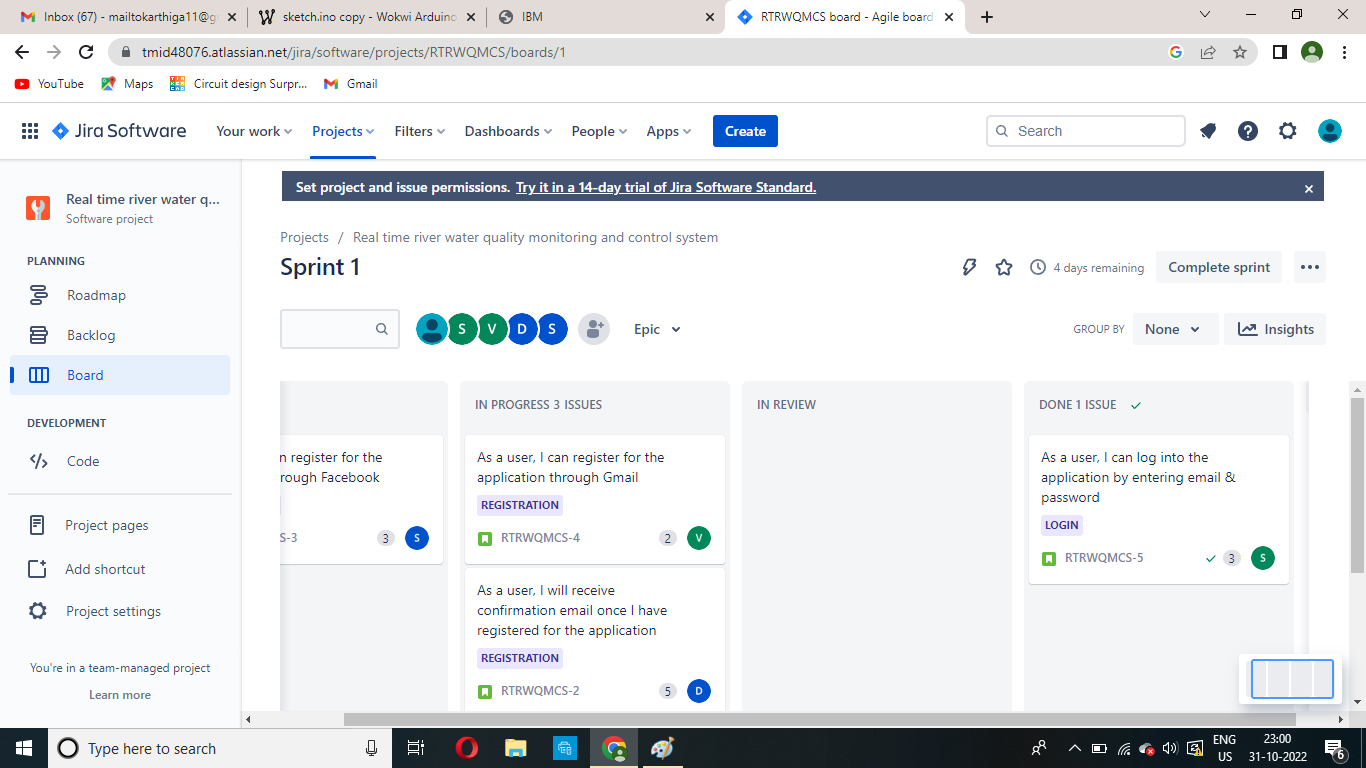 Inbox (67) - mailtokarthiga11@g
sketch.ino copy - Wokwi Arduino
IBM
RTRWQMCS board - Agile board
tmid48076.atlassian.net/jira/software/projects/RTRWQMCS/boards/1
YouTube
Maps
Circuit design Surpr...
Gmail
Jira Software
Your work
Projects
Filters
Dashboards
People
Apps
Create
Search
Set project and issue permissions. Try it in a 14-day trial of Jira Software Standard.
Real time river water q...
Software project
PLANNING
Roadmap
Backlog
Board
DEVELOPMENT
Code
Project pages
Add shortcut
Project settings
You're in a team-managed project
Learn more
Projects / Real time river water quality monitoring and control system
Sprint 1
4 days remaining
Complete sprint
S
V
D
S
Epic
GROUP BY
None
Insights
n register for the
rough Facebook
S-3
3
S
IN PROGRESS 3 ISSUES
As a user, I can register for the
application through Gmail
REGISTRATION
RTRWQMCS-4
2
V
As a user, I will receive
confirmation email once I have
registered for the application
REGISTRATION
RTRWQMCS-2
5
D
IN REVIEW
DONE 1 ISSUE
As a user, I can log into the
application by entering email &
password
LOGIN
RTRWQMCS-5
3
S
Type here to search
ENG
US
23:00
31-10-2022
6